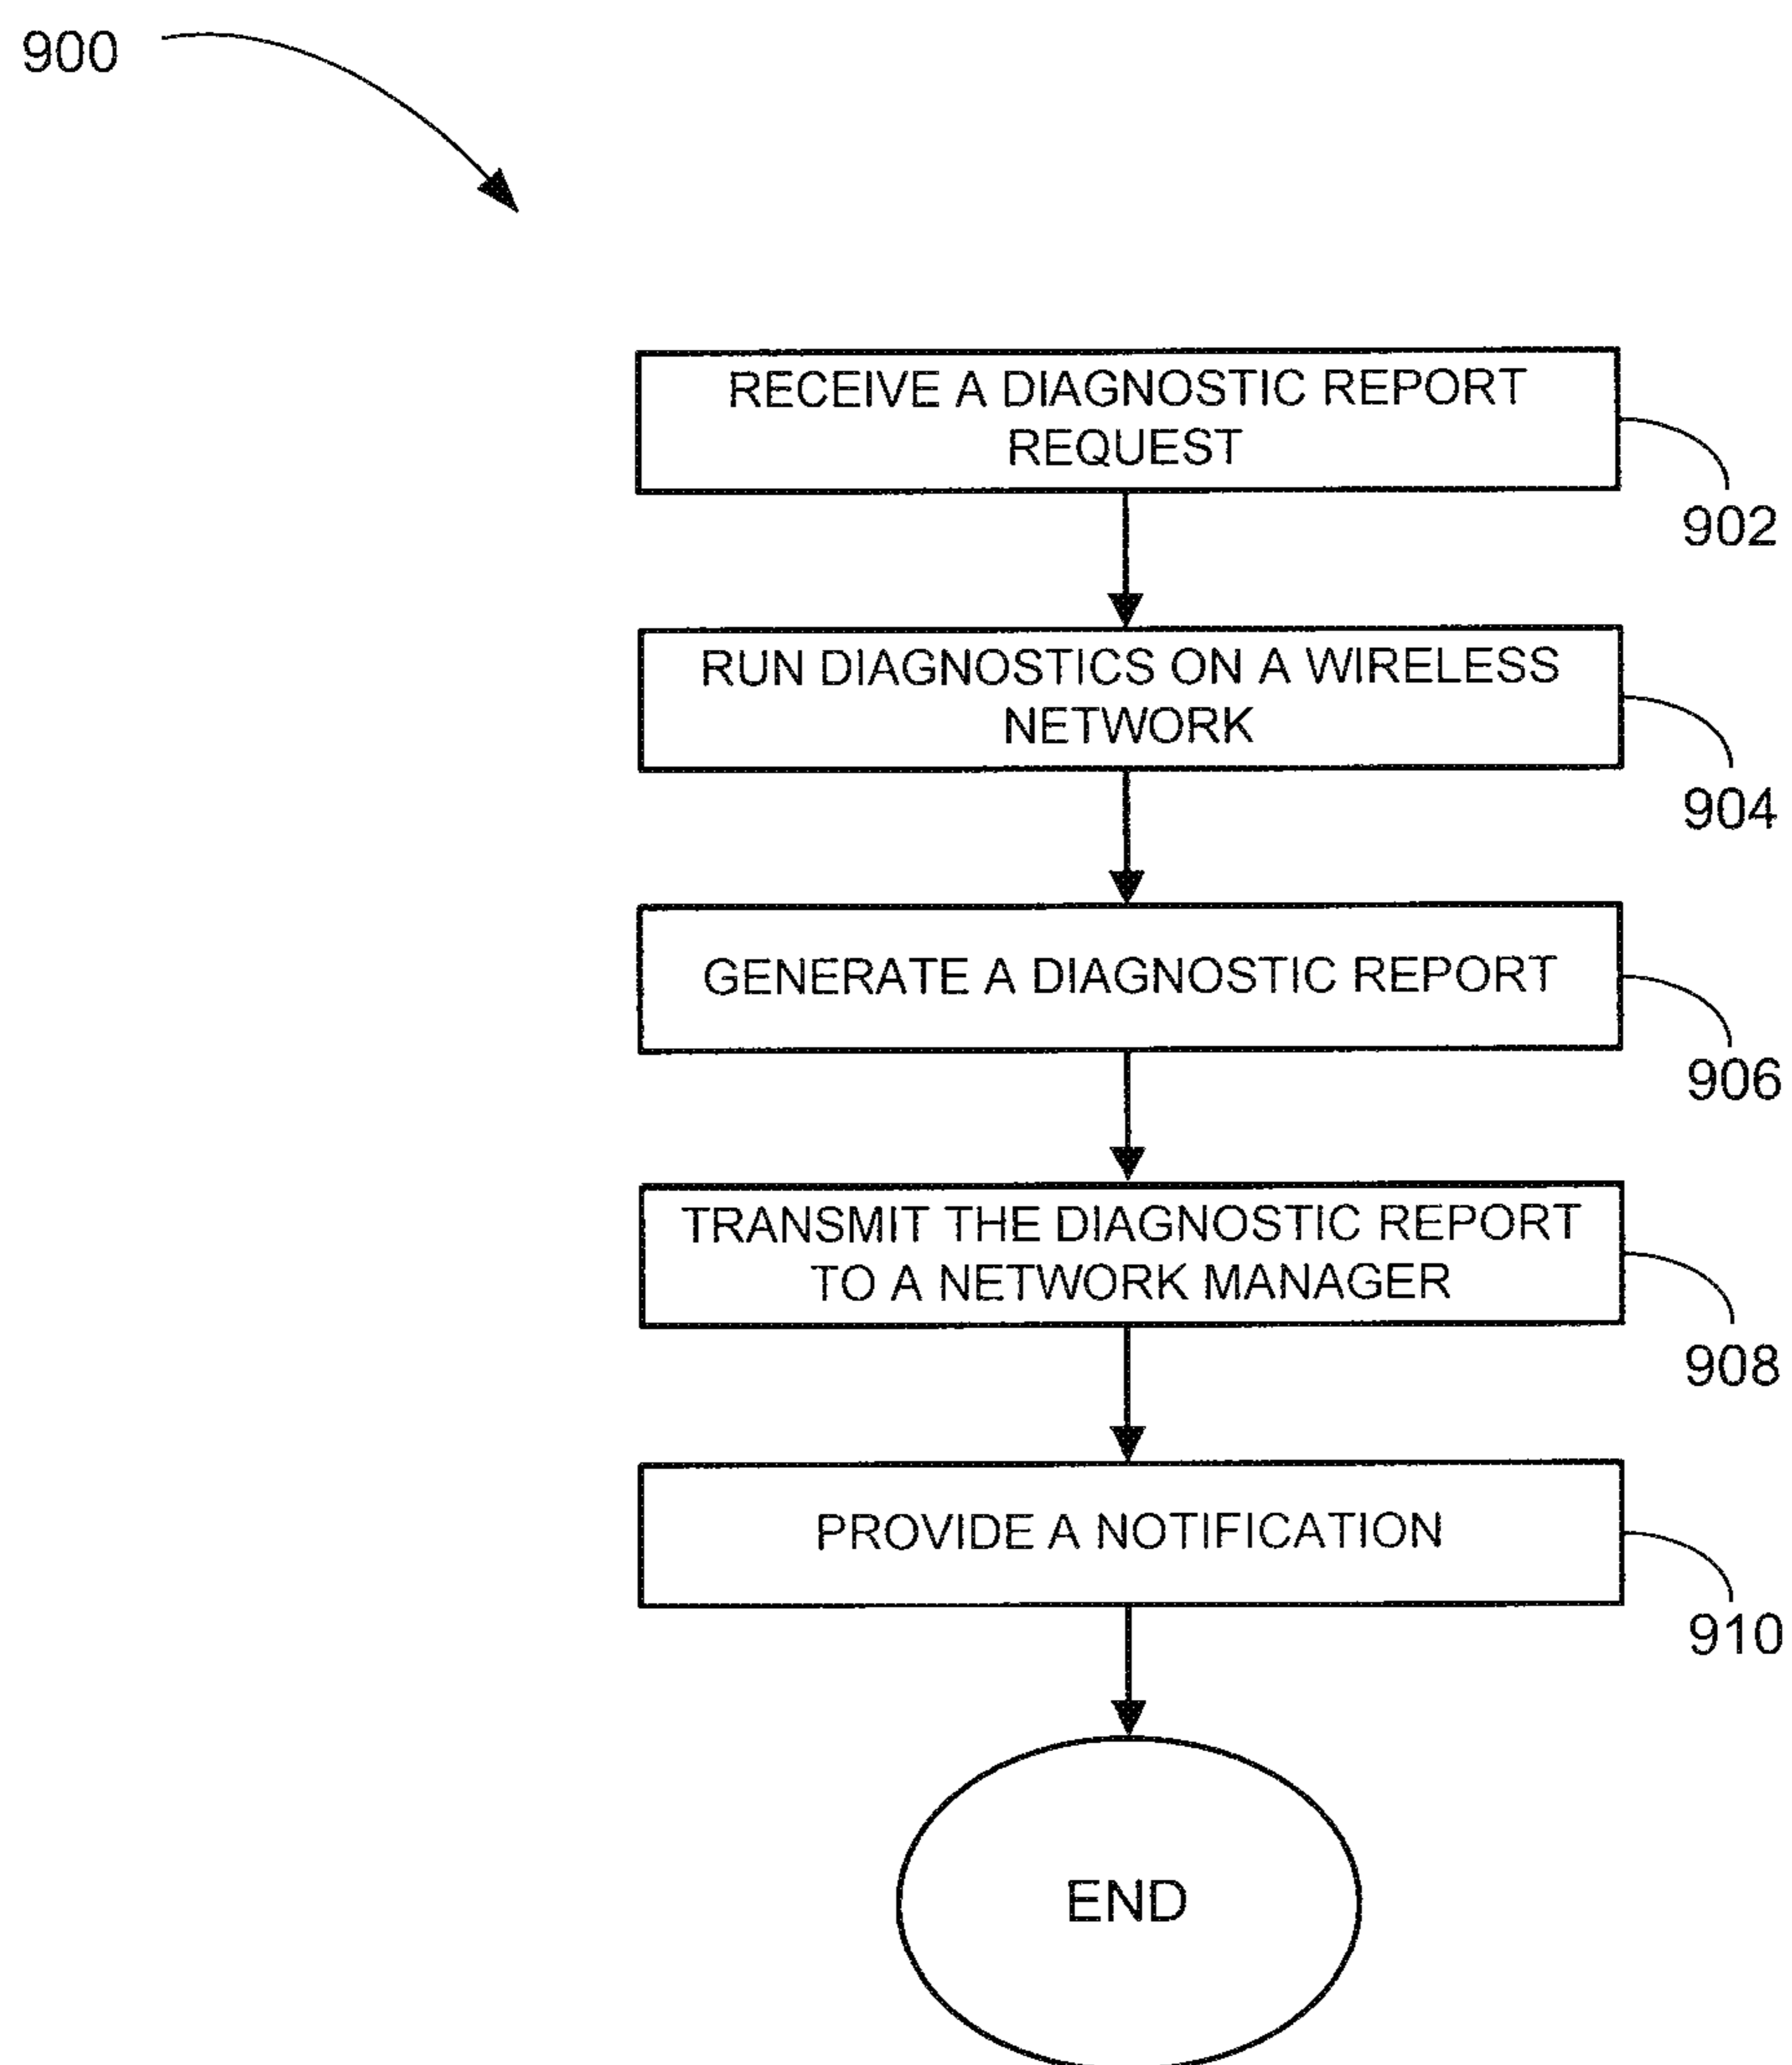 900
RECEIVE A DIAGNOSTIC REPORT
REQUEST
902
RUN DIAGNOSTICS ON A WIRELESS
NETWORK
904
GENERATE A DIAGNOSTIC REPORT
906
TRANSMIT THE DIAGNOSTIC REPORT
TO A NETWORK MANAGER
908
PROVIDE A NOTIFICATION
910
END